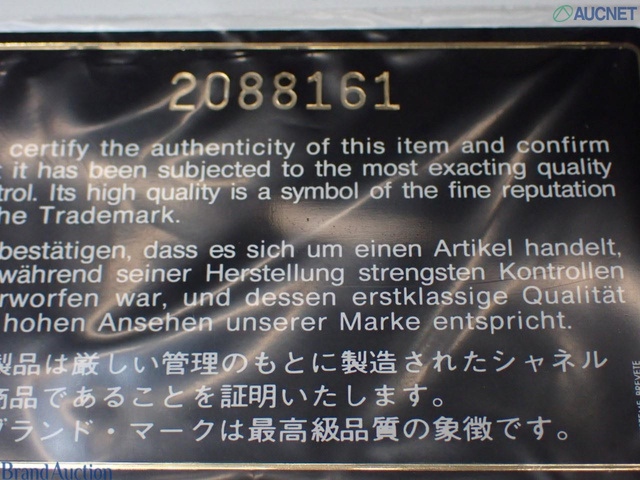 AUCNET
2088161
certify the authenticity of this item and confirm
it has been subjected to the most exacting quality
trol. Its high quality is a symbol of the fine reputation
he Trademark.
bestätigen, dass es sich um einen Artikel handelt,
während seiner Herstellung strengsten Kontrollen
rworfen war, und dessen erstklassige Qualität
hohen Ansehen unserer Marke entspricht.
製品は厳しい管理のもとに製造されたシャネル
商品であることを証明いたします。
ブランド・マークは最高級品質の象徴です。
BREVETE
Brand Auction